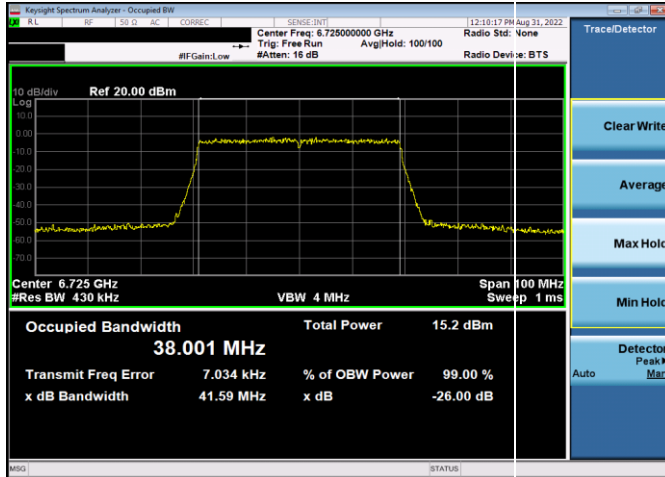 Keysight Spectrum Analyzer - Occupied BW
RL RF 50 Ω AC CORREC SENSE:INT 12:10:17 PM Aug 31, 2022
Center Freq: 6.725000000 GHz Radio Std: None
Trig: Free Run Avg|Hold: 100/100
#IFGain:Low #Atten: 16 dB Radio Device: BTS
Trace/Detector
10 dB/div Ref 20.00 dBm
Log
10.0
0.00
-10.0
-20.0
-30.0
-40.0
-50.0
-60.0
-70.0
Center 6.725 GHz Span 100 MHz
#Res BW 430 kHz VBW 4 MHz Sweep 1 ms
Occupied Bandwidth Total Power 15.2 dBm
38.001 MHz
Transmit Freq Error 7.034 kHz % of OBW Power 99.00 %
x dB Bandwidth 41.59 MHz x dB -26.00 dB
Clear Write
Average
Max Hold
Min Hold
Detector
Peak
Auto Man
MSG STATUS